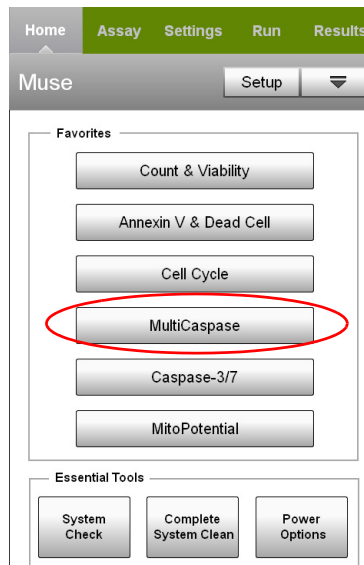 Home Assay Settings Run Results
Muse Setup
Favorites
Count & Viability
Annexin V & Dead Cell
Cell Cycle
MultiCaspase
Caspase-3/7
MitoPotential
Essential Tools
System Complete Power
Check System Clean Options